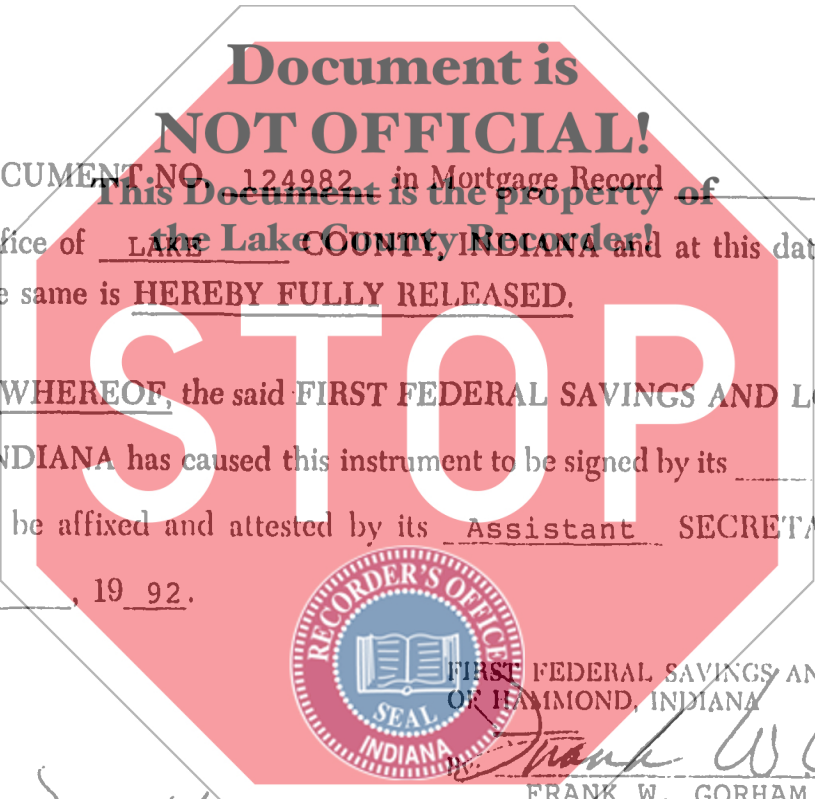 Document is
NOT OFFICIAL!
CUMENT NO. 124982 in Mortgage Record
This Document is the property of
fice of LAKE COUNTY, INDIANA and at this dat
the Lake County Recorder!
e same is HEREBY FULLY RELEASED.
STOP
WHEREOF, the said FIRST FEDERAL SAVINGS AND L
NDIANA has caused this instrument to be signed by its
be affixed and attested by its Assistant SECRETA
, 19 92.
RECORDER'S OFFICE
SEAL
INDIANA
FIRST FEDERAL SAVINGS AN
OF HAMMOND, INDIANA
By: Frank W. G
FRANK W. GORHAM